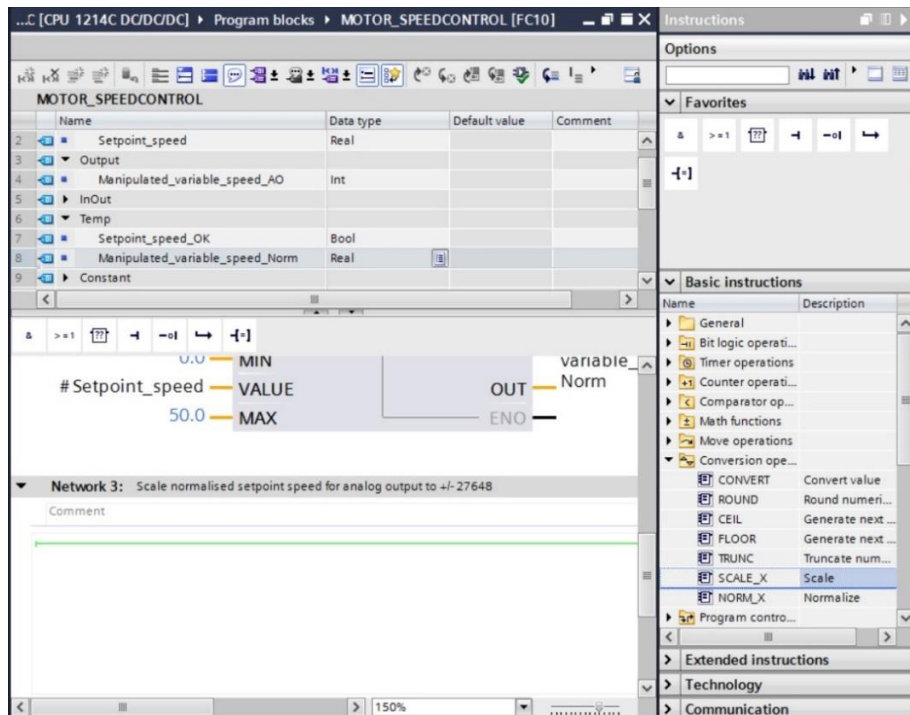 ...C [CPU 1214C DC/DC/DC] ▸ Program blocks ▸ MOTOR_SPEEDCONTROL [FC10]
MOTOR_SPEEDCONTROL
Name Data type Default value Comment
2 Setpoint_speed Real
3 Output
4 Manipulated_variable_speed_AO Int
5 InOut
6 Temp
7 Setpoint_speed_OK Bool
8 Manipulated_variable_speed_Norm Real
9 Constant
& >=1 ??
0.0 MIN
variable_
Norm
#Setpoint_speed VALUE OUT
50.0 MAX ENO
Network 3: Scale normalised setpoint speed for analog output to +/- 27648
Comment
150%
Instructions
Options
Favorites
& >=1 ??
Basic instructions
Name Description
General
Bit logic operati...
Timer operations
Counter operati...
Comparator op...
Math functions
Move operations
Conversion ope...
CONVERT Convert value
ROUND Round numeri...
CEIL Generate next ...
FLOOR Generate next ...
TRUNC Truncate num...
SCALE_X Scale
NORM_X Normalize
Program contro...
Extended instructions
Technology
Communication